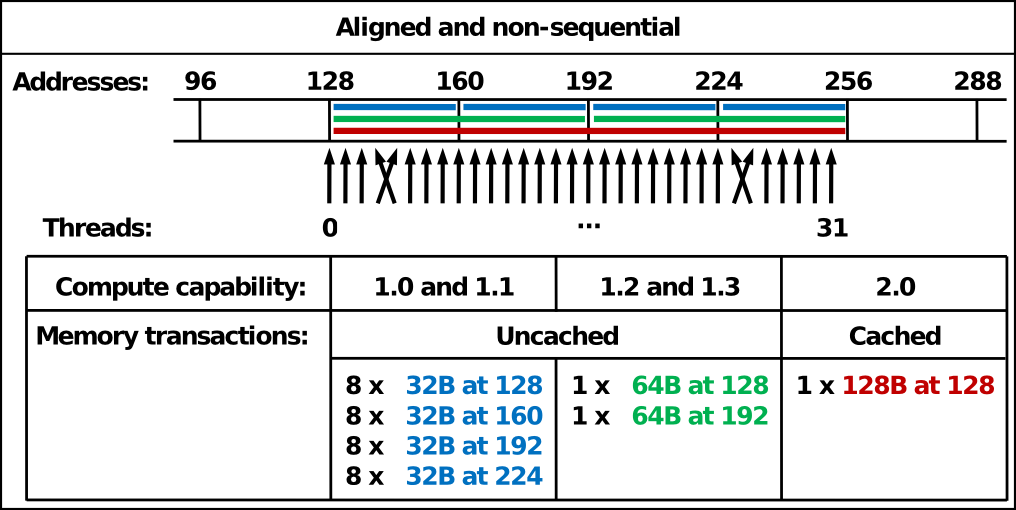 Aligned and non-sequential
Addresses: 96 128 160 192 224 256 288
Threads: 0 ... 31
Compute capability: 1.0 and 1.1 1.2 and 1.3 2.0
Memory transactions: Uncached Cached
8 x 32B at 128 1 x 64B at 128 1 x 128B at 128
8 x 32B at 160 1 x 64B at 192
8 x 32B at 192
8 x 32B at 224